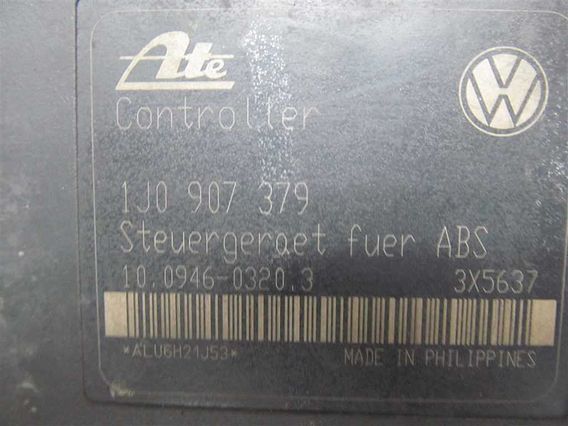 Ate
Controller
1J0 907 379
Steuergeraet fuer ABS
10.0946-0320.3 3X5637
*ALU6H21J53*
MADE IN PHILIPPINES